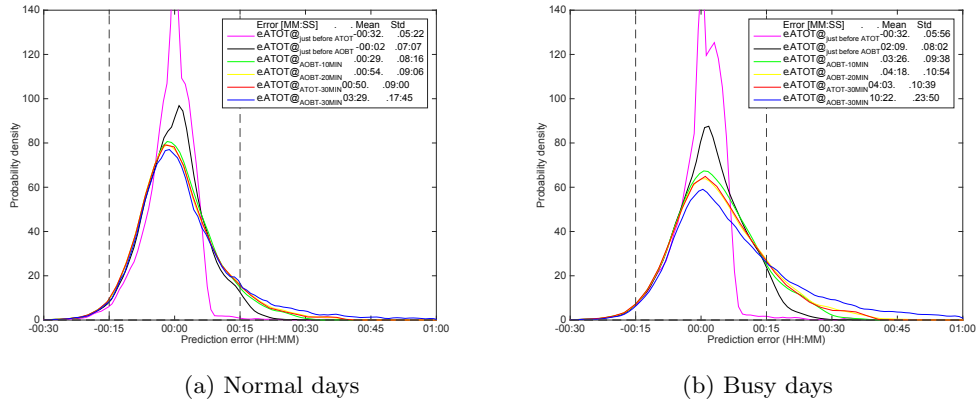 140
120
100
80
60
40
20
0
Probability density
-00:30 -00:15 00:00 00:15 00:30 00:45 01:00
Prediction error (HH:MM)
Error [MM:SS] . . Mean Std
eATOT@just before ATOT -00:32. .05:22
eATOT@just before AOBT -00:02 07:07
eATOT@AOBT-10MIN .00:29. .08:16
eATOT@AOBT-20MIN .00:54. .09:06
eATOT@ATOT-30MIN 00:50. .09:00
eATOT@AOBT-30MIN 03:29. .17:45
(a) Normal days
140
120
100
80
60
40
20
0
Probability density
-00:30 -00:15 00:00 00:15 00:30 00:45 01:00
Prediction error (HH:MM)
Error [MM:SS] . . Mean Std
eATOT@just before ATOT -00:32. .05:56
eATOT@just before AOBT 02:09. .08:02
eATOT@AOBT-10MIN .03:26. .09:38
eATOT@AOBT-20MIN .04:18. .10:54
eATOT@ATOT-30MIN 04:03. .10:39
eATOT@AOBT-30MIN 10:22. .23:50
(b) Busy days